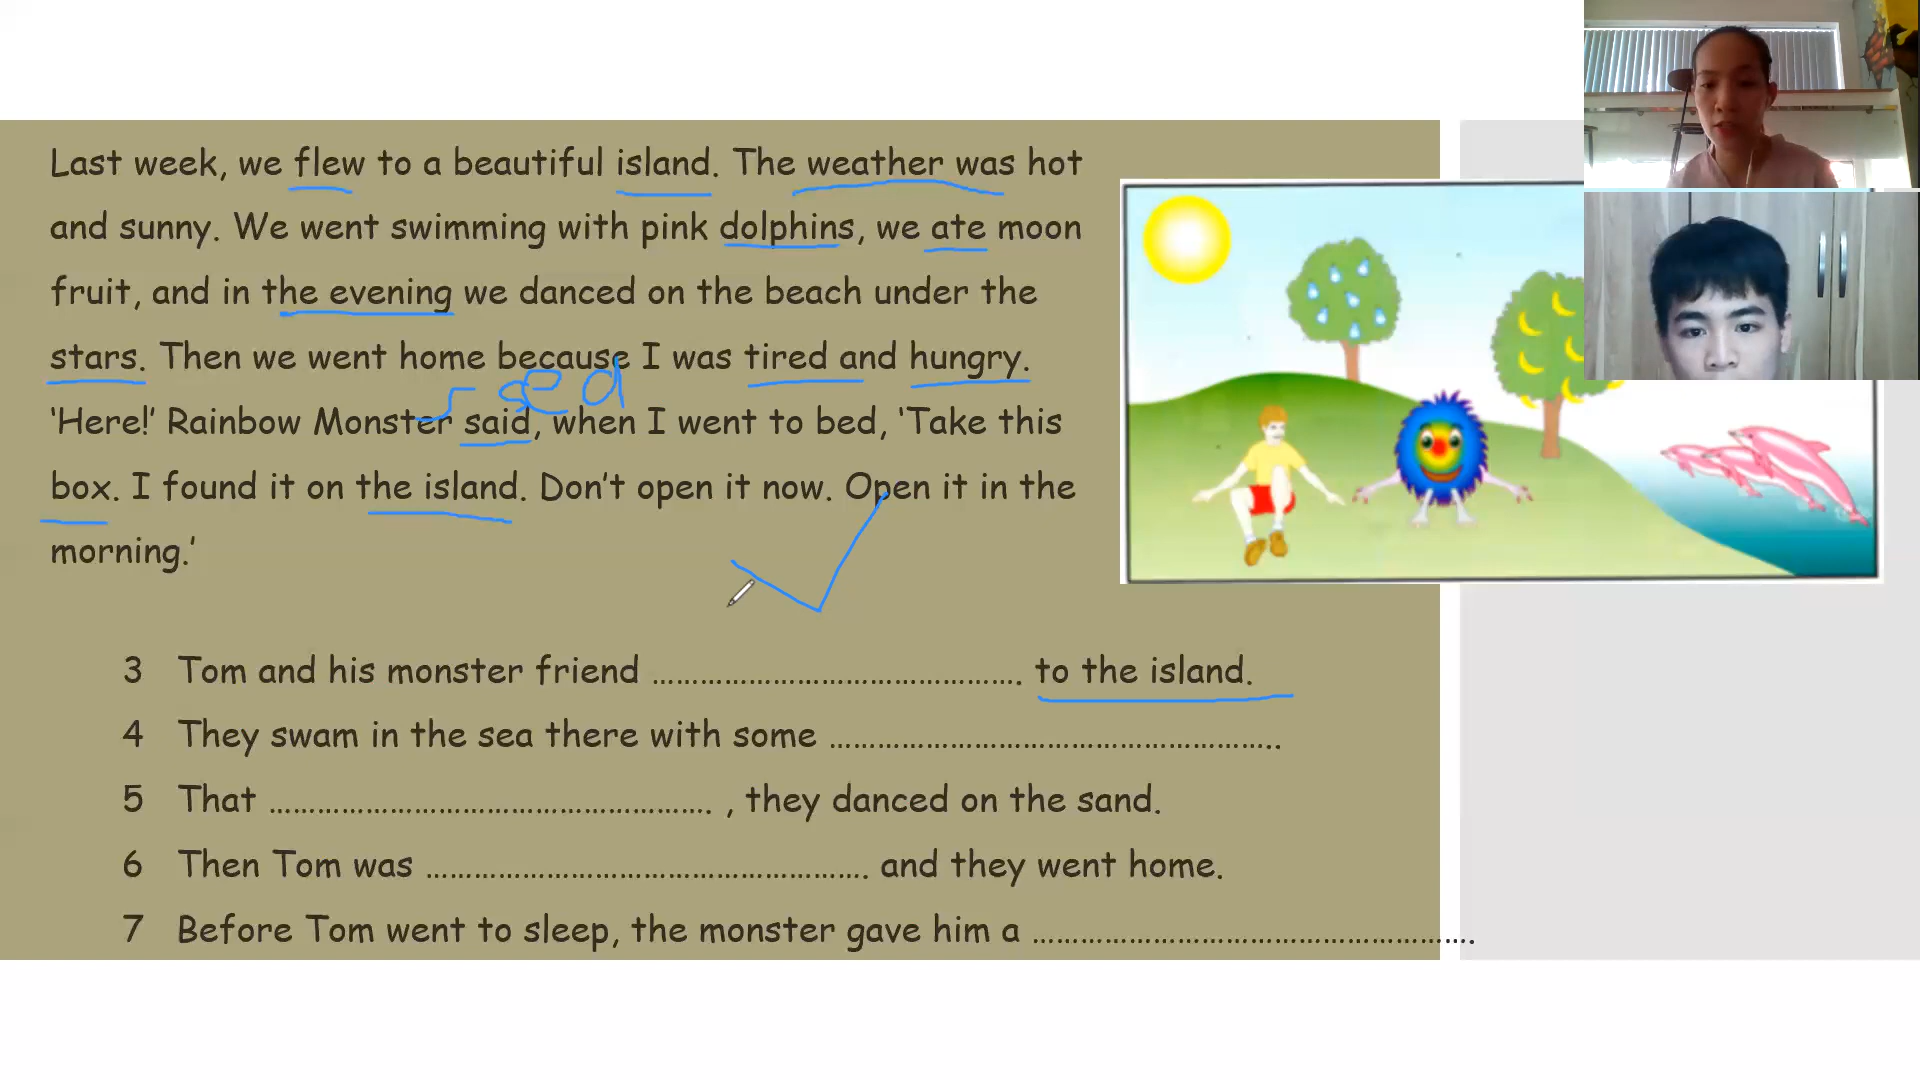 Last week, we flew to a beautiful island. The weather was hot
and sunny. We went swimming with pink dolphins, we ate moon
fruit, and in the evening we danced on the beach under the
stars. Then we went home because I was tired and hungry.
sed
‘Here!’ Rainbow Monster said, when I went to bed, ‘Take this
box. I found it on the island. Don’t open it now. Open it in the
morning.’
3 Tom and his monster friend ………………………………………. to the island.
4 They swam in the sea there with some ………………………………………………..
5 That ………………………………………………. , they danced on the sand.
6 Then Tom was ………………………………………………. and they went home.
7 Before Tom went to sleep, the monster gave him a ……………………………………………….